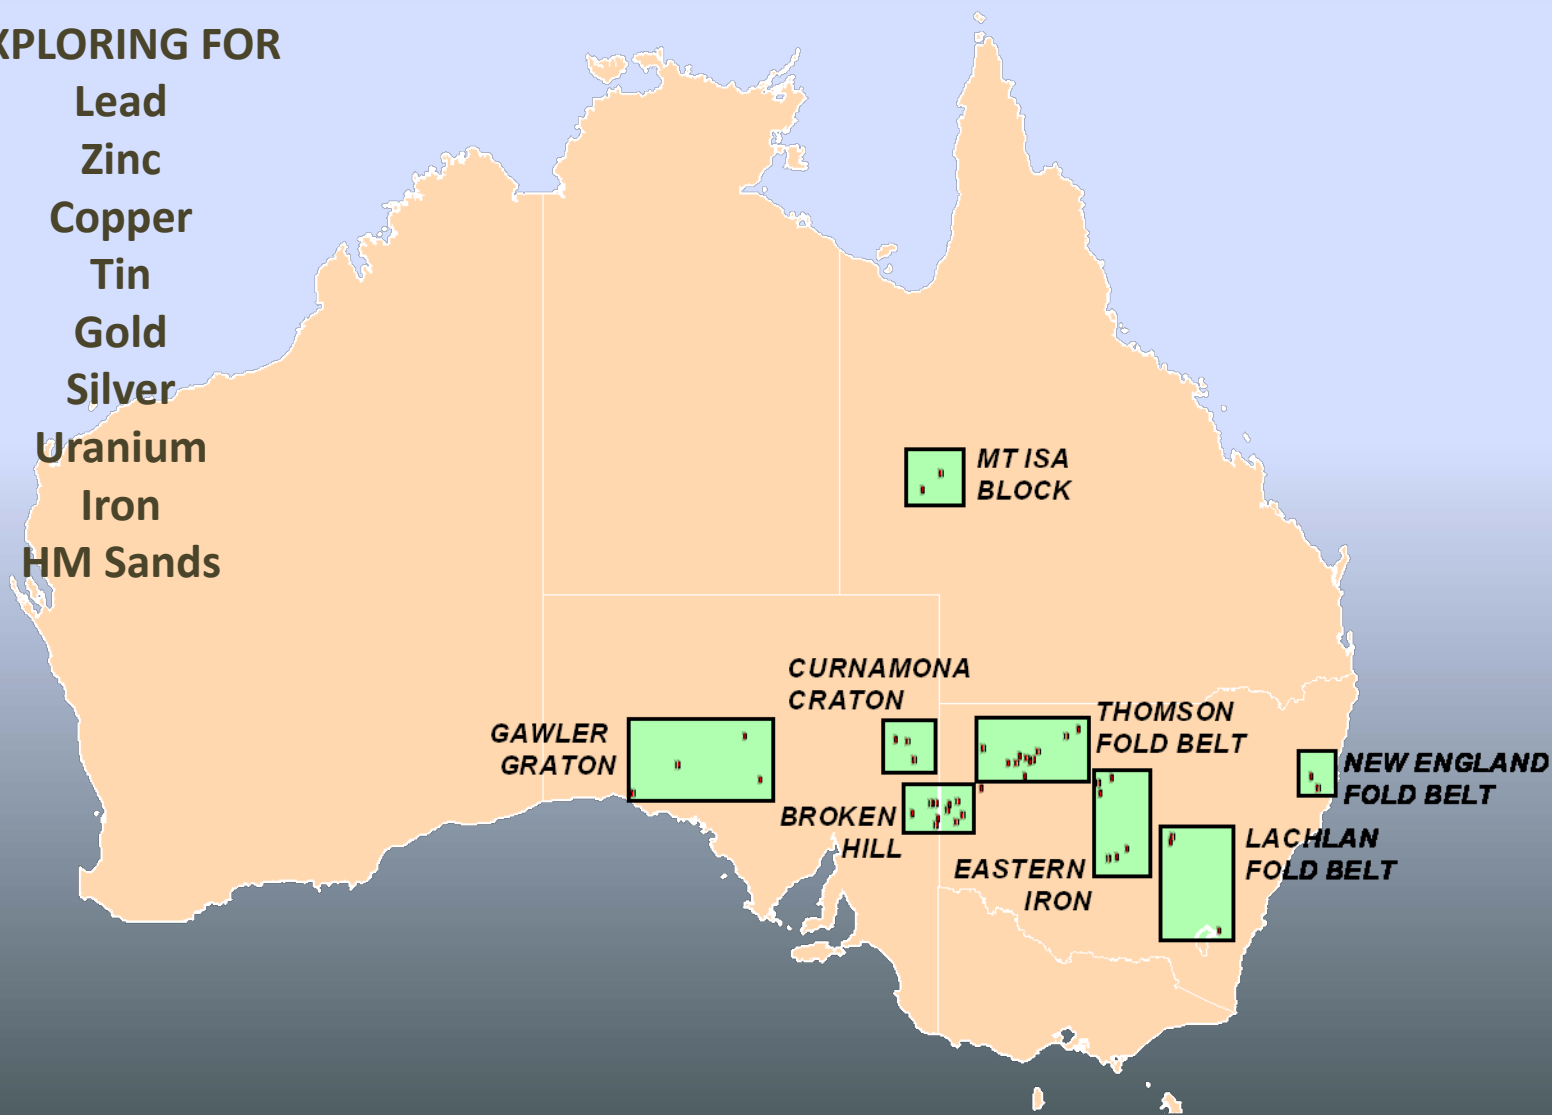 XPLORING FOR
Lead
Zinc
Copper
Tin
Gold
Silver
Uranium
Iron
HM Sands
MT ISA
BLOCK
CURNAMONA
CRATON
GAWLER
GRATON
THOMSON
FOLD BELT
NEW ENGLAND
FOLD BELT
BROKEN
HILL
LACHLAN
FOLD BELT
EASTERN
IRON